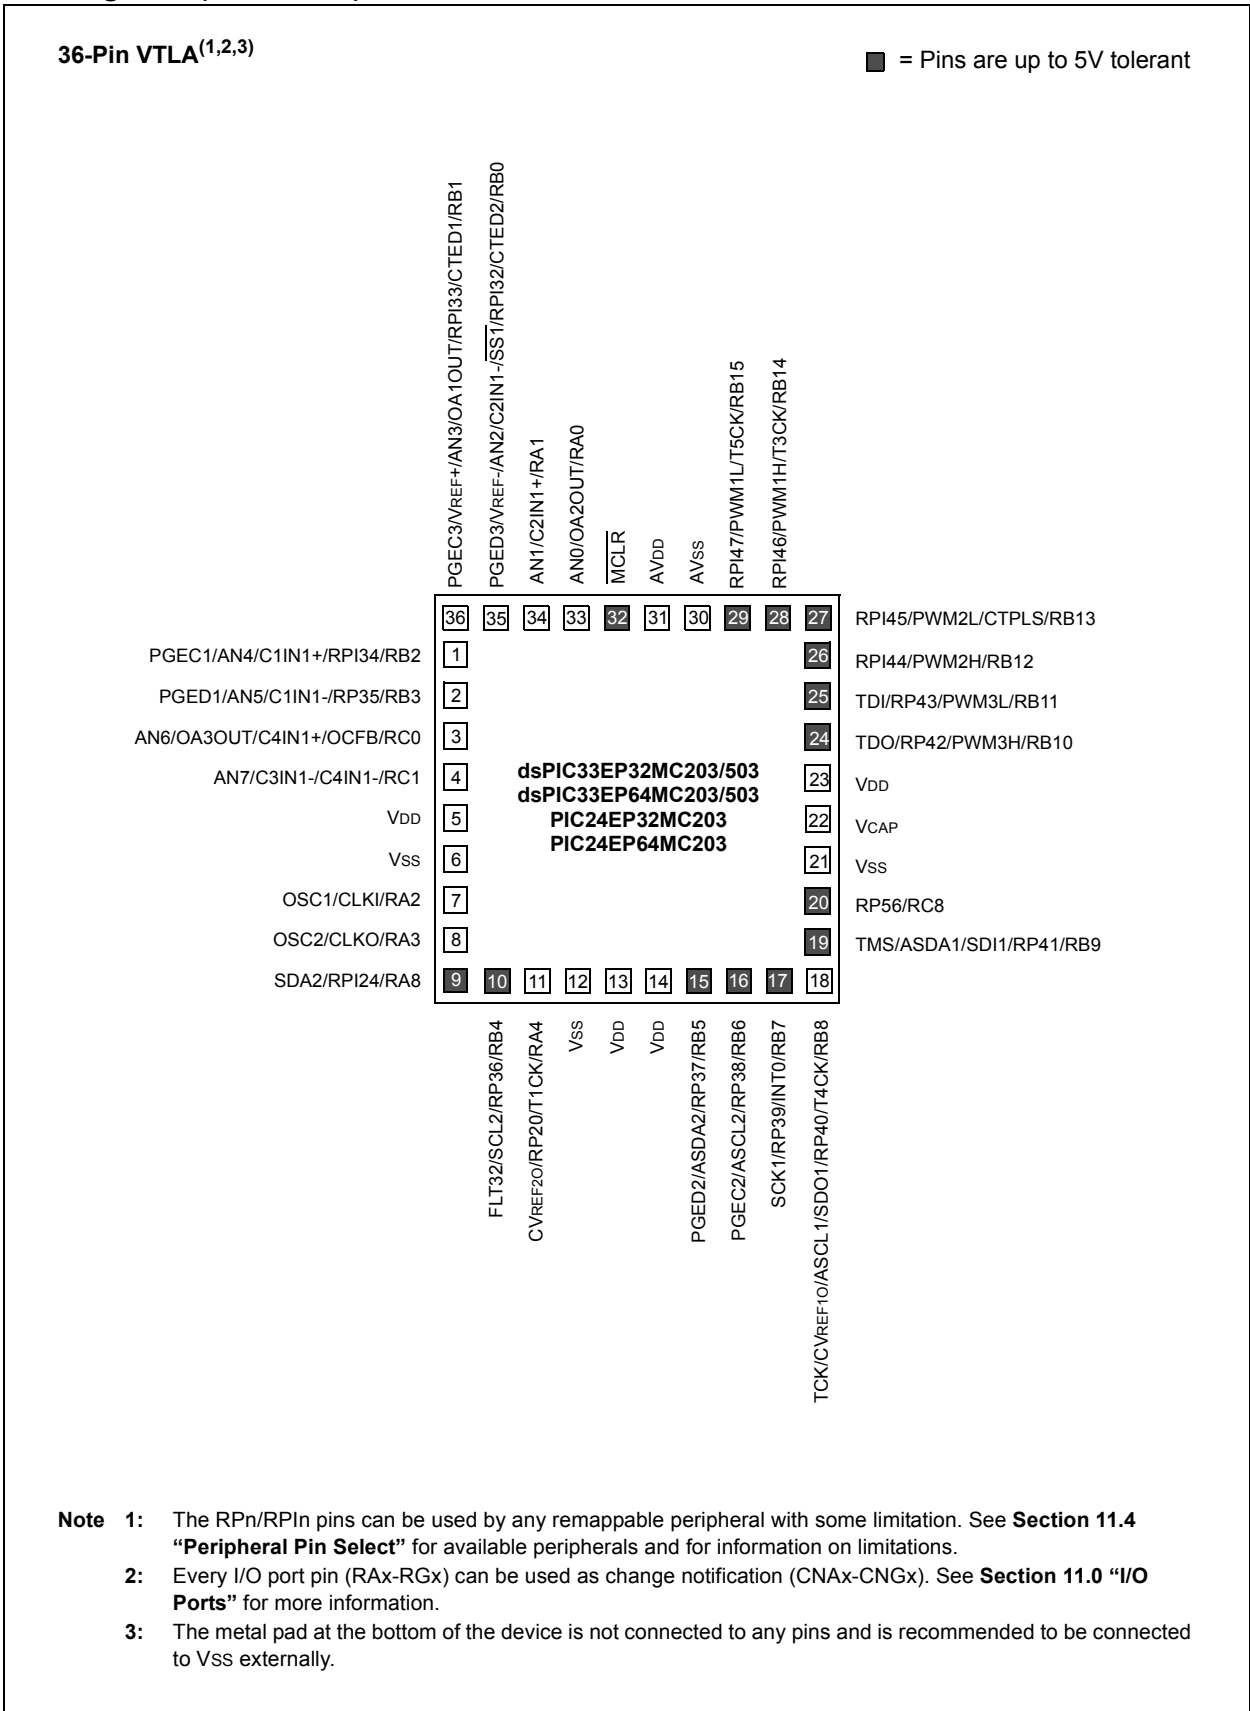 36-Pin VTLA(1,2,3)
= Pins are up to 5V tolerant
PGEC3/VREF+/AN3/OA1OUT/RPI33/CTED1/RB1
PGED3/VREF-/AN2/C2IN1-/SS1/RPI32/CTED2/RB0
AN1/C2IN1+/RA1
AN0/OA2OUT/RA0
MCLR
AVDD
AVSS
RPI47/PWM1L/T5CK/RB15
RPI46/PWM1H/T3CK/RB14
36 35 34 33 32 31 30 29 28 27 RPI45/PWM2L/CTPLS/RB13
PGEC1/AN4/C1IN1+/RPI34/RB2 1 26 RPI44/PWM2H/RB12
PGED1/AN5/C1IN1-/RP35/RB3 2 25 TDI/RP43/PWM3L/RB11
AN6/OA3OUT/C4IN1+/OCFB/RC0 3 24 TDO/RP42/PWM3H/RB10
AN7/C3IN1-/C4IN1-/RC1 4 23 VDD
dsPIC33EP32MC203/503
dsPIC33EP64MC203/503
PIC24EP32MC203
PIC24EP64MC203
VDD 5 22 VCAP
VSS 6 21 VSS
OSC1/CLKI/RA2 7 20 RP56/RC8
OSC2/CLKO/RA3 8 19 TMS/ASDA1/SDI1/RP41/RB9
SDA2/RPI24/RA8 9 10 11 12 13 14 15 16 17 18
FLT32/SCL2/RP36/RB4
CVREF2O/RP20/T1CK/RA4
VSS
VDD
VDD
PGED2/ASDA2/RP37/RB5
PGEC2/ASCL2/RP38/RB6
SCK1/RP39/INT0/RB7
TCK/CVREF1O/ASCL1/SDO1/RP40/T4CK/RB8
Note 1: The RPn/RPIn pins can be used by any remappable peripheral with some limitation. See Section 11.4
“Peripheral Pin Select” for available peripherals and for information on limitations.
2: Every I/O port pin (RAx-RGx) can be used as change notification (CNAx-CNGx). See Section 11.0 “I/O
Ports” for more information.
3: The metal pad at the bottom of the device is not connected to any pins and is recommended to be connected
to VSS externally.